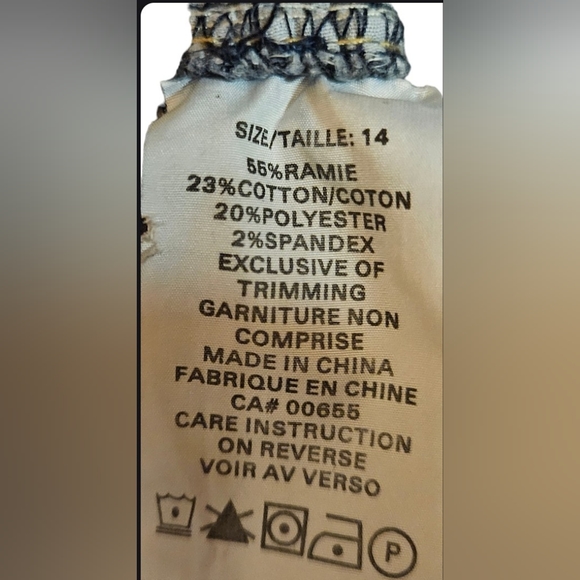 SIZE/TAILLE: 14
55%RAMIE
23%COTTON/COTON
20%POLYESTER
2%SPANDEX
EXCLUSIVE OF
TRIMMING
GARNITURE NON
COMPRISE
MADE IN CHINA
FABRIQUE EN CHINE
CA# 00655
CARE INSTRUCTION
ON REVERSE
VOIR AV VERSO
P